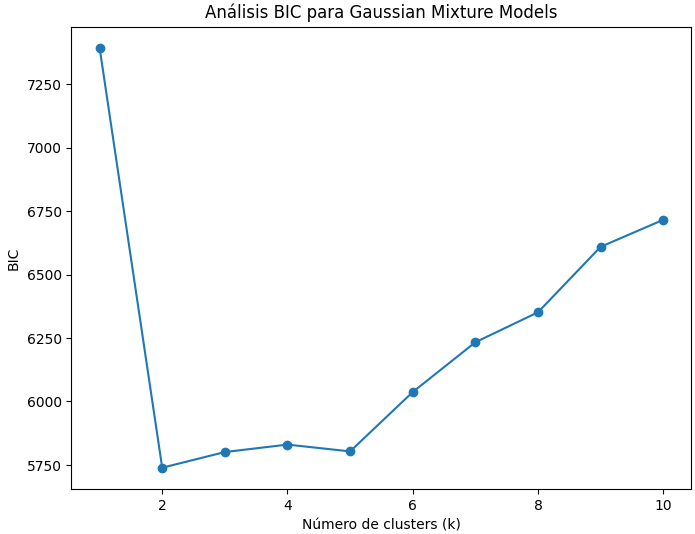 Análisis BIC para Gaussian Mixture Models
BIC
7250
7000
6750
6500
6250
6000
5750
2 4 6 8 10
Número de clusters (k)